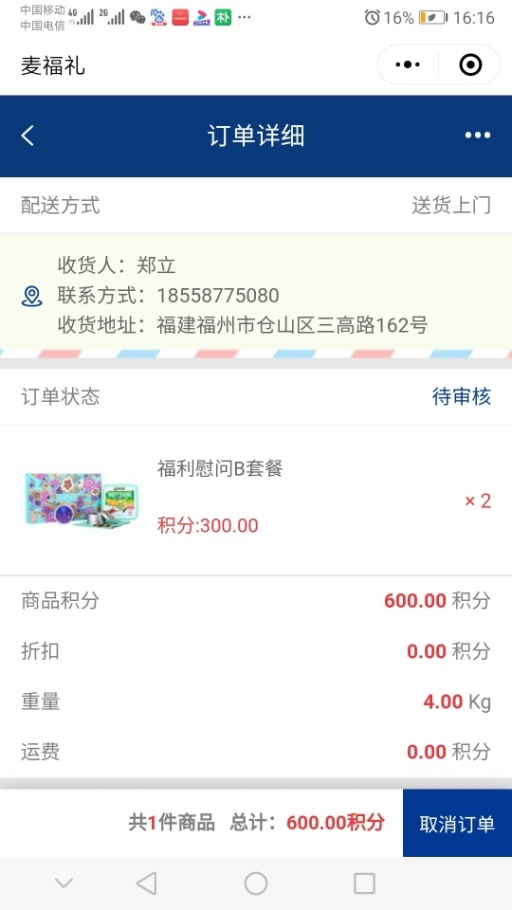 中国移动 4G 2G
中国电信
16% 16:16
麦福礼
订单详细
配送方式 送货上门
收货人：郑立
联系方式：18558775080
收货地址：福建福州市仓山区三高路162号
订单状态 待审核
福利慰问B套餐
× 2
积分:300.00
商品积分 600.00 积分
折扣 0.00 积分
重量 4.00 Kg
运费 0.00 积分
共1件商品 总计：600.00积分 取消订单